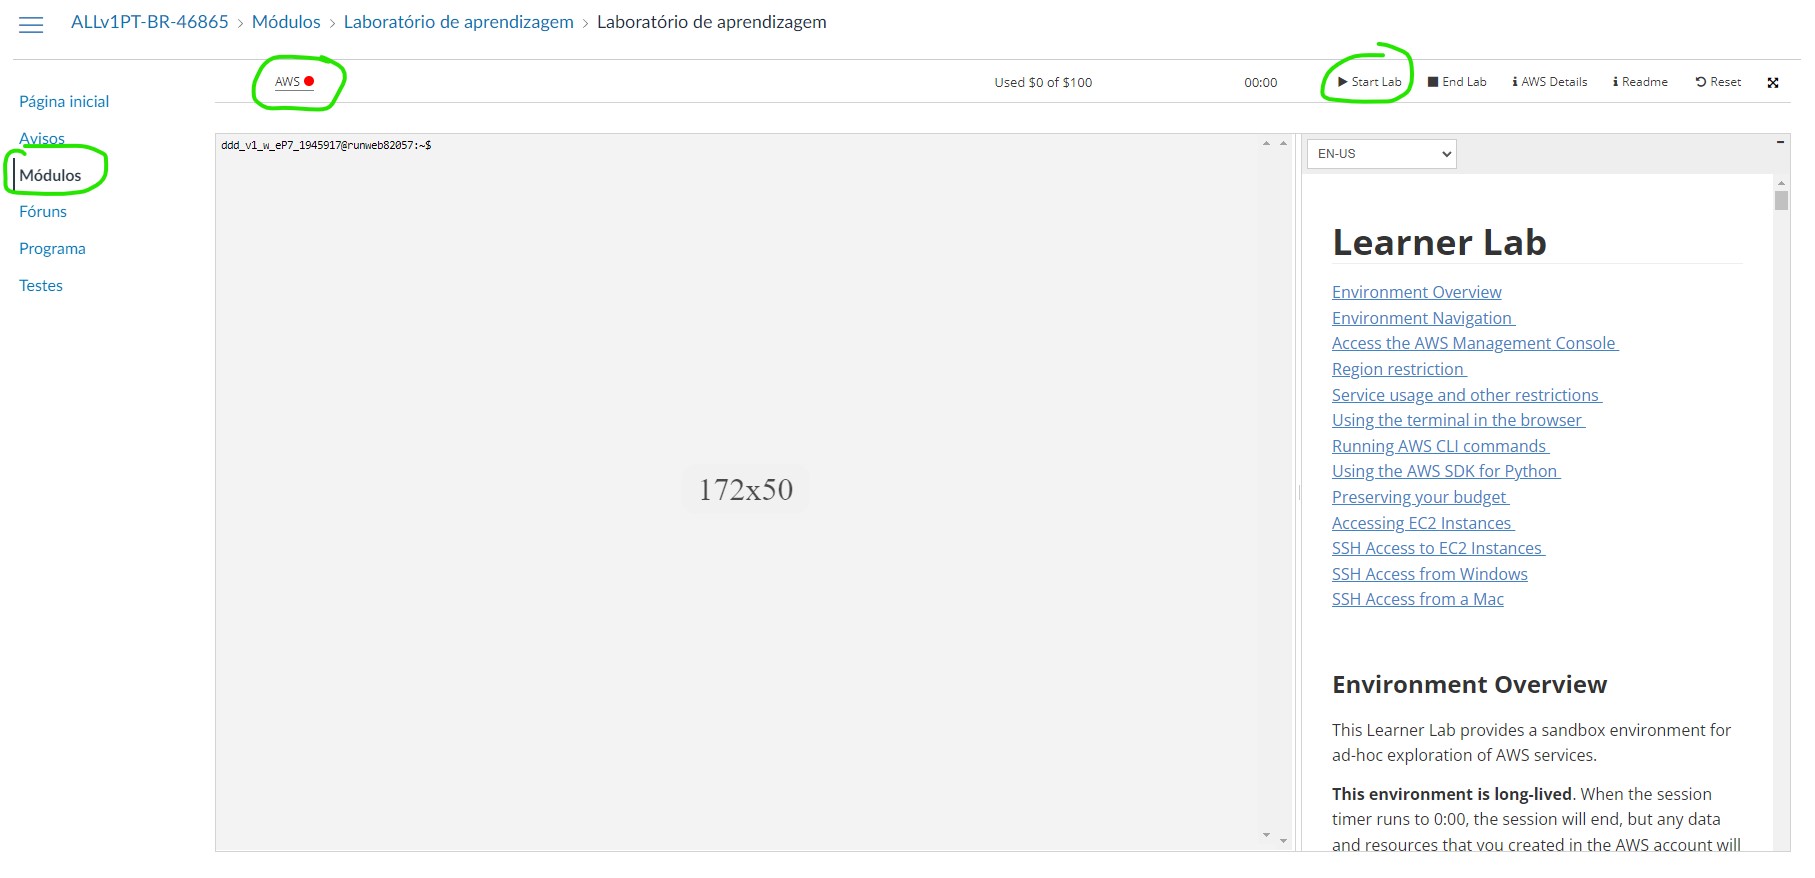 ALLv1PT-BR-46865 › Módulos › Laboratório de aprendizagem › Laboratório de aprendizagem
AWS
Used $0 of $100
00:00
Start Lab
End Lab
AWS Details
Readme
Reset
Página inicial
Avisos
Módulos
Fóruns
Programa
Testes
ddd_v1_w_eP7_1945917@runweb82057:~$
172x50
EN-US
Learner Lab
Environment Overview
Environment Navigation
Access the AWS Management Console
Region restriction
Service usage and other restrictions
Using the terminal in the browser
Running AWS CLI commands
Using the AWS SDK for Python
Preserving your budget
Accessing EC2 Instances
SSH Access to EC2 Instances
SSH Access from Windows
SSH Access from a Mac
Environment Overview
This Learner Lab provides a sandbox environment for
ad-hoc exploration of AWS services.
This environment is long-lived. When the session
timer runs to 0:00, the session will end, but any data
and resources that you created in the AWS account will